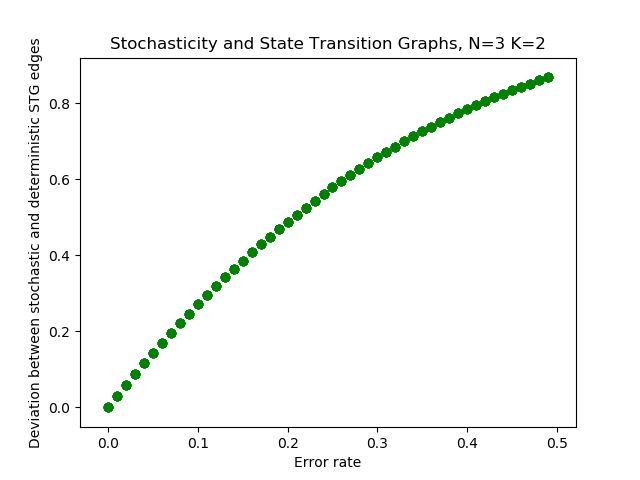 Stochasticity and State Transition Graphs, N=3 K=2
Deviation between stochastic and deterministic STG edges
0.8
0.6
0.4
0.2
0.0
0.0 0.1 0.2 0.3 0.4 0.5
Error rate